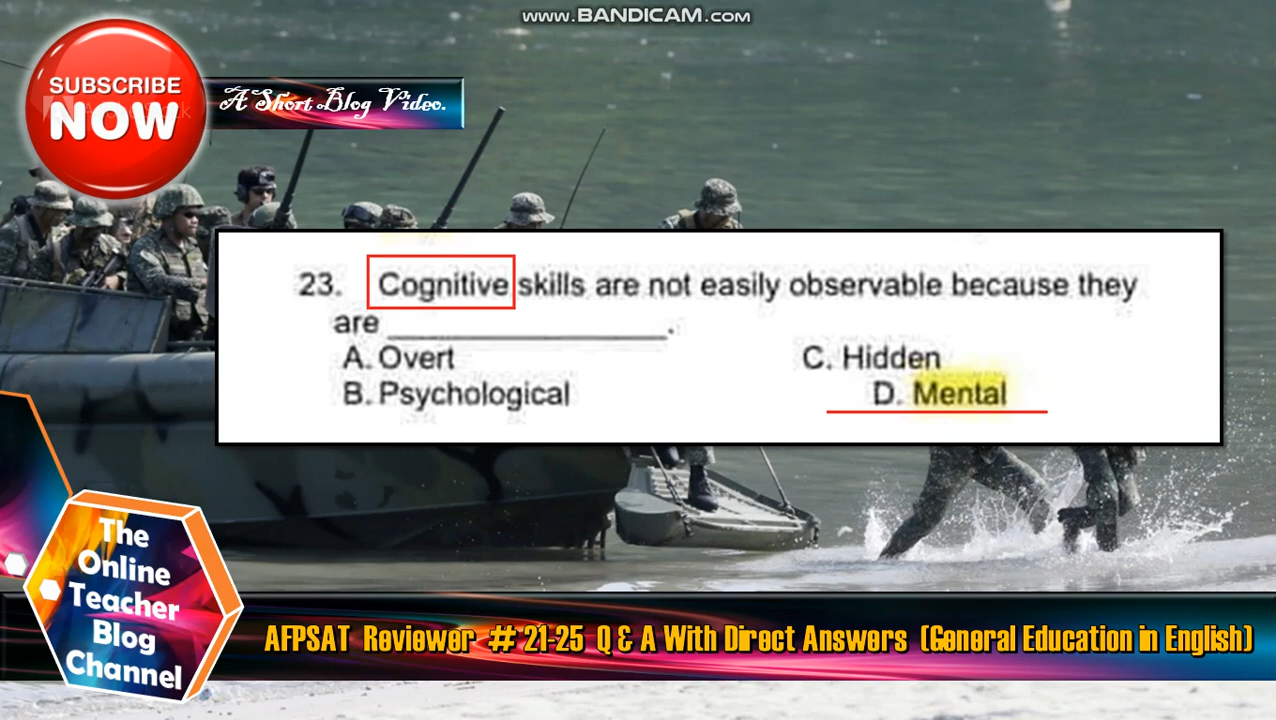 www.BANDICAM.com
SUBSCRIBE
NOW
A Short Blog Video.
23. Cognitive skills are not easily observable because they
are ____________________.
A. Overt
C. Hidden
B. Psychological
D. Mental
The
Online
Teacher
Blog
Channel
AFPSAT Reviewer # 21-25 Q & A With Direct Answers (General Education in English)